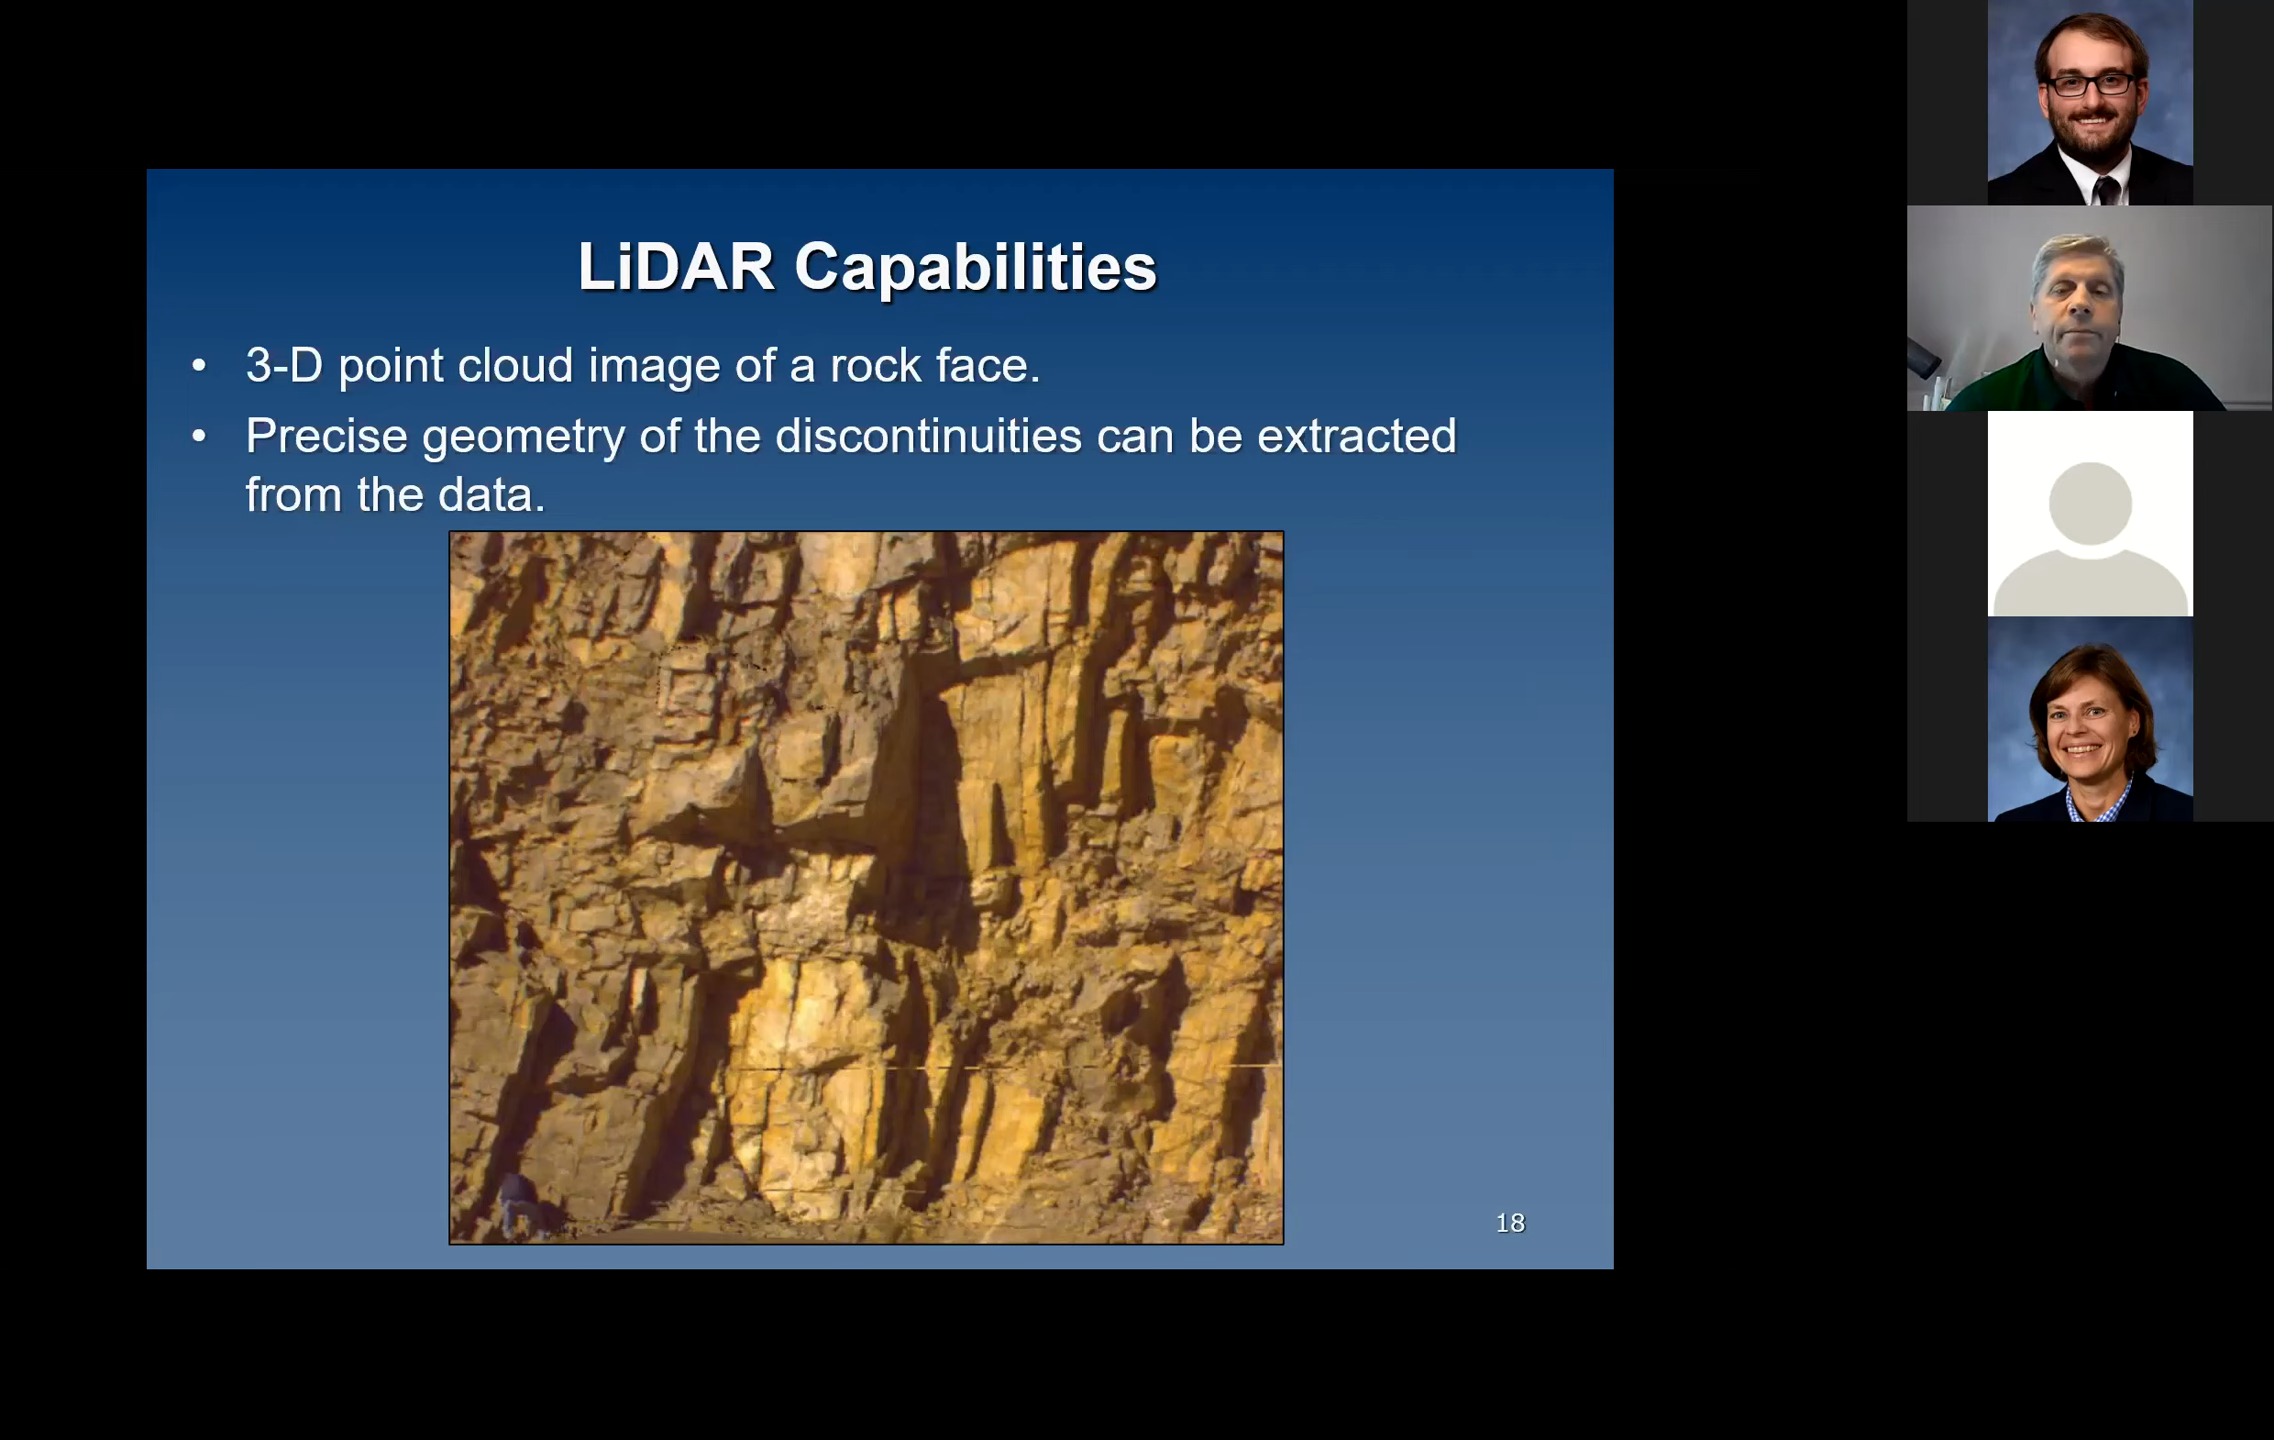 LiDAR Capabilities
• 3-D point cloud image of a rock face.
• Precise geometry of the discontinuities can be extracted
from the data.
18